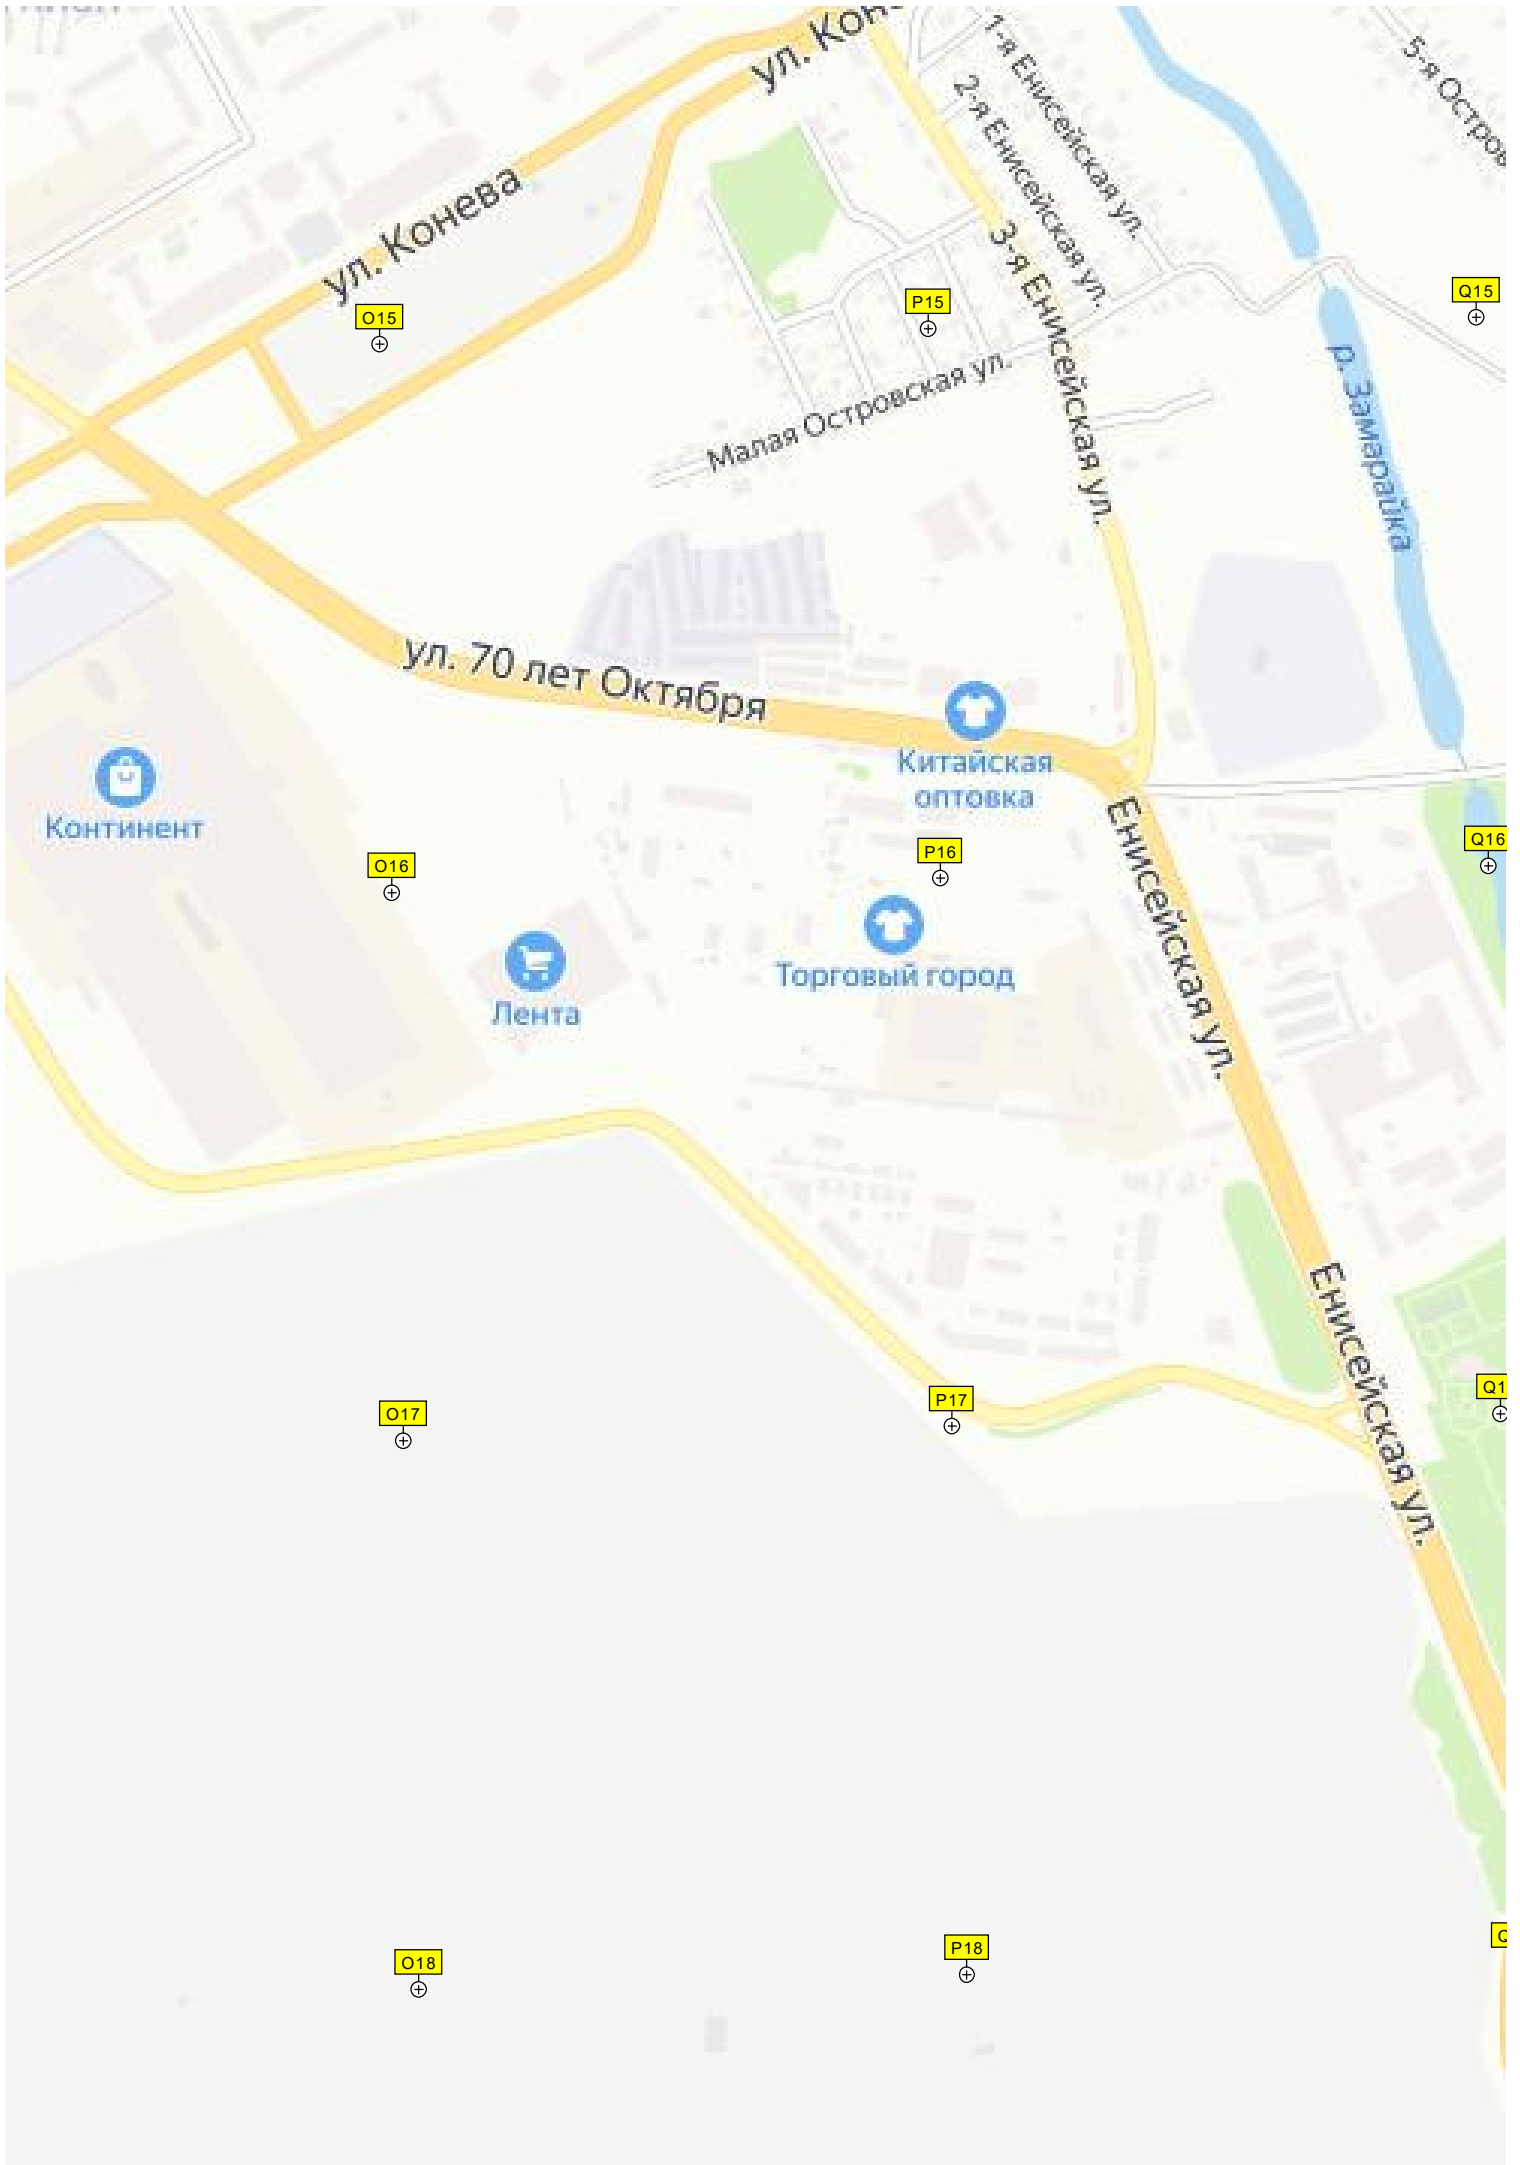 ул. Кон
1-я Енисейская ул.
2-я Енисейская ул.
5-я Остров
ул. Конева
3-я Енисейская ул.
O15
P15
Q15
р. Замарайка
Малая Островская ул.
ул. 70 лет Октября
Континент
Китайская
оптовка
Енисейская ул.
O16
P16
Q16
Лента
Торговый город
Енисейская ул.
O17
P17
Q1
O18
P18
Q